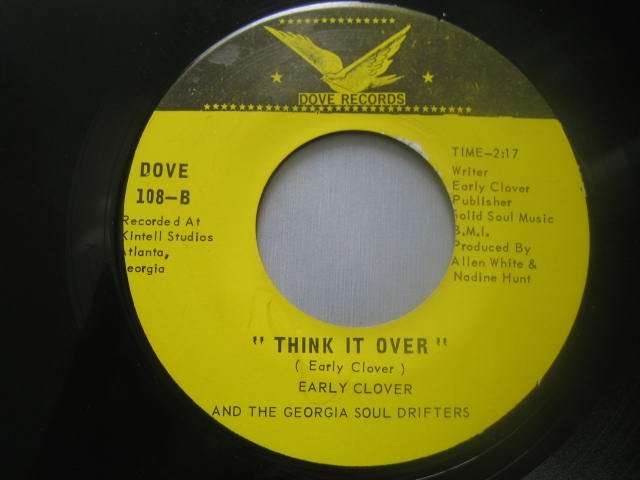 DOVE RECORDS
DOVE
108-B
Recorded At
Kintell Studios
Atlanta,
Georgia
TIME-2:17
Writer
Early Clover
Publisher
Solid Soul Music
B.M.I.
Produced By
Allen White &
Nadine Hunt
" THINK IT OVER "
( Early Clover )
EARLY CLOVER
AND THE GEORGIA SOUL DRIFTERS